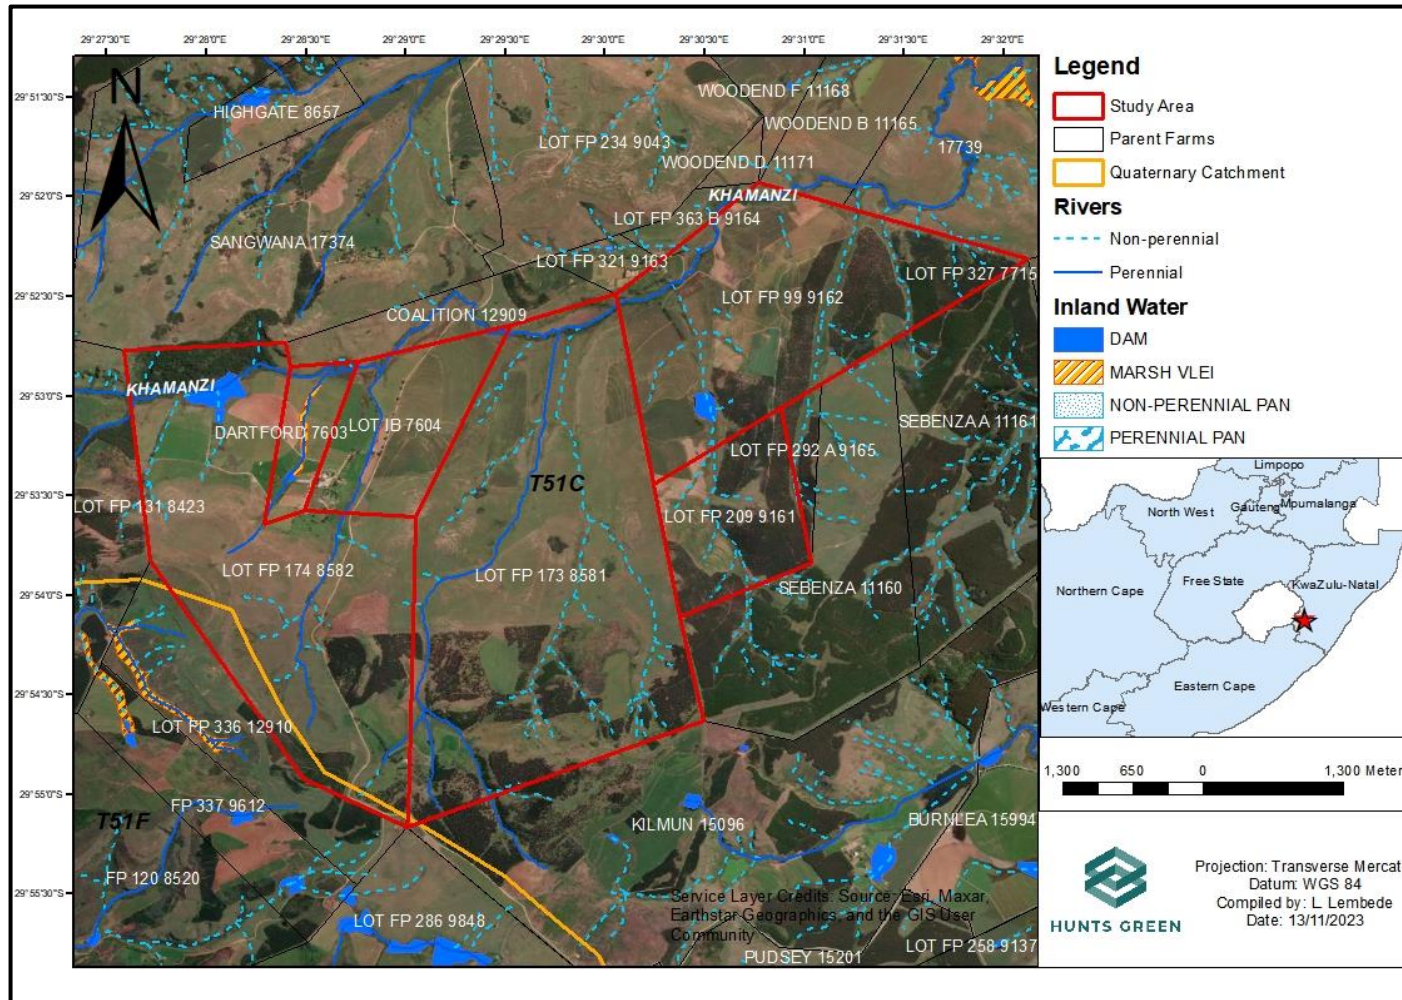 29°27'30"E 29°28'0"E 29°28'30"E 29°29'0"E 29°29'30"E 29°30'0"E 29°30'30"E 29°31'0"E 29°31'30"E 29°32'0"E
29°51'30"S
29°52'0"S
29°52'30"S
29°53'0"S
29°53'30"S
29°54'0"S
29°54'30"S
29°55'0"S
29°55'30"S
N
HIGHGATE 8657
WOODEND F 11168
WOODEND B 11165
LOT FP 234 9043
WOODEND D 11171
17739
KHAMANZI
LOT FP 363 B 9164
SANGWANA 17374
LOT FP 321 9163
LOT FP 327 7715
LOT FP 99 9162
COALITION 12909
KHAMANZI
DARTFORD 7603
LOT IB 7604
SEBENZA A 11161
LOT FP 292 A 9165
T51C
LOT FP 131 8423
LOT FP 209 9161
LOT FP 174 8582
LOT FP 173 8581
SEBENZA 11160
LOT FP 336 12910
FP 337 9612
T51F
KILMUN 15096
BURNLEA 15994
FP 120 8520
LOT FP 286 9848
LOT FP 258 9137
PUDSEY 15201
Service Layer Credits: Source: Esri, Maxar,
Earthstar Geographics, and the GIS User
Community
Legend
Study Area
Parent Farms
Quaternary Catchment
Rivers
Non-perennial
Perennial
Inland Water
DAM
MARSH VLEI
NON-PERENNIAL PAN
PERENNIAL PAN
Limpopo
North West
Gauteng
Mpumalanga
Free State
KwaZulu-Natal
Northern Cape
Eastern Cape
Western Cape
1,300 650 0 1,300 Meter
HUNTS GREEN
Projection: Transverse Mercat
Datum: WGS 84
Compiled by: L. Lembede
Date: 13/11/2023